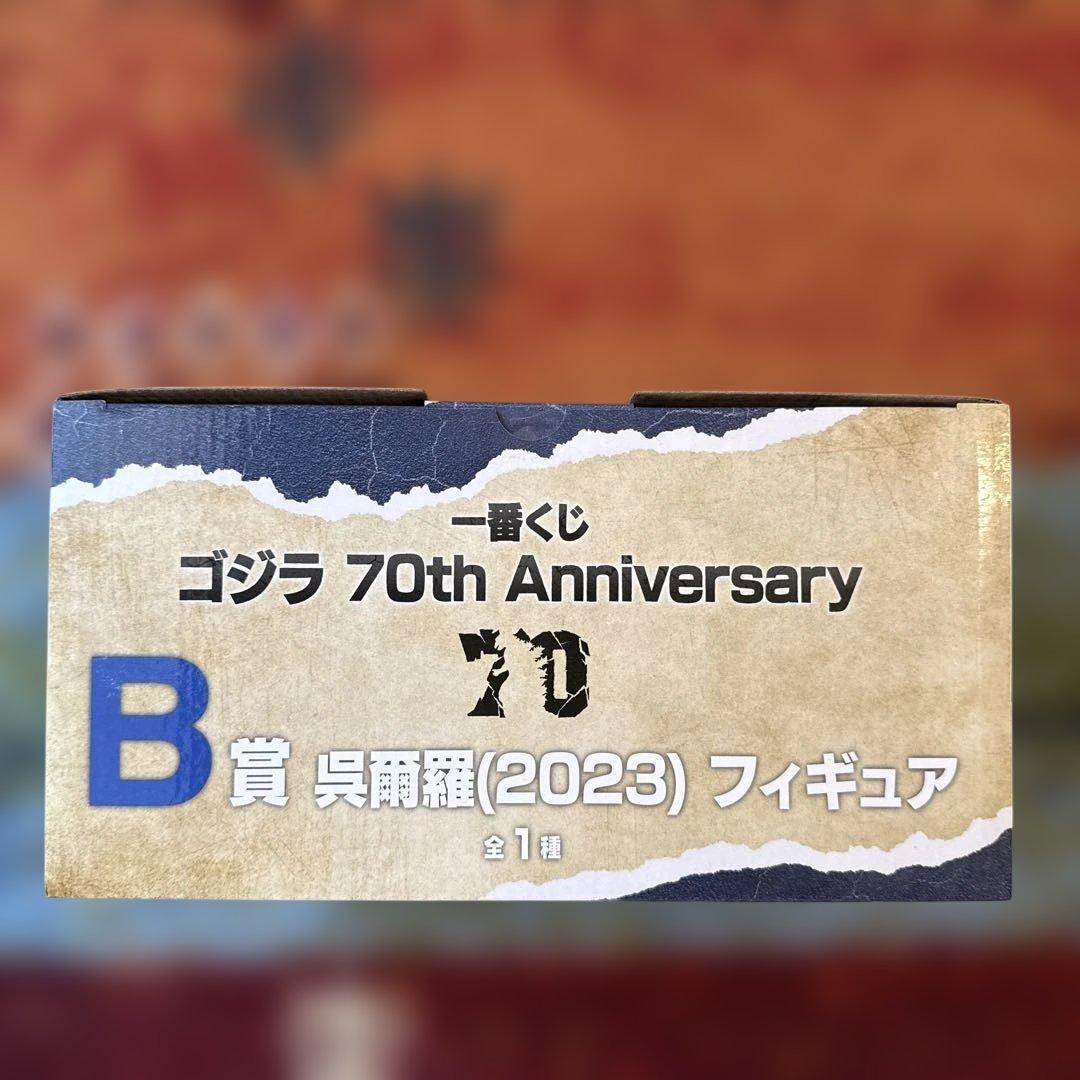 一番くじ
ゴジラ 70th Anniversary
70
B賞 呉爾羅(2023) フィギュア
全1種